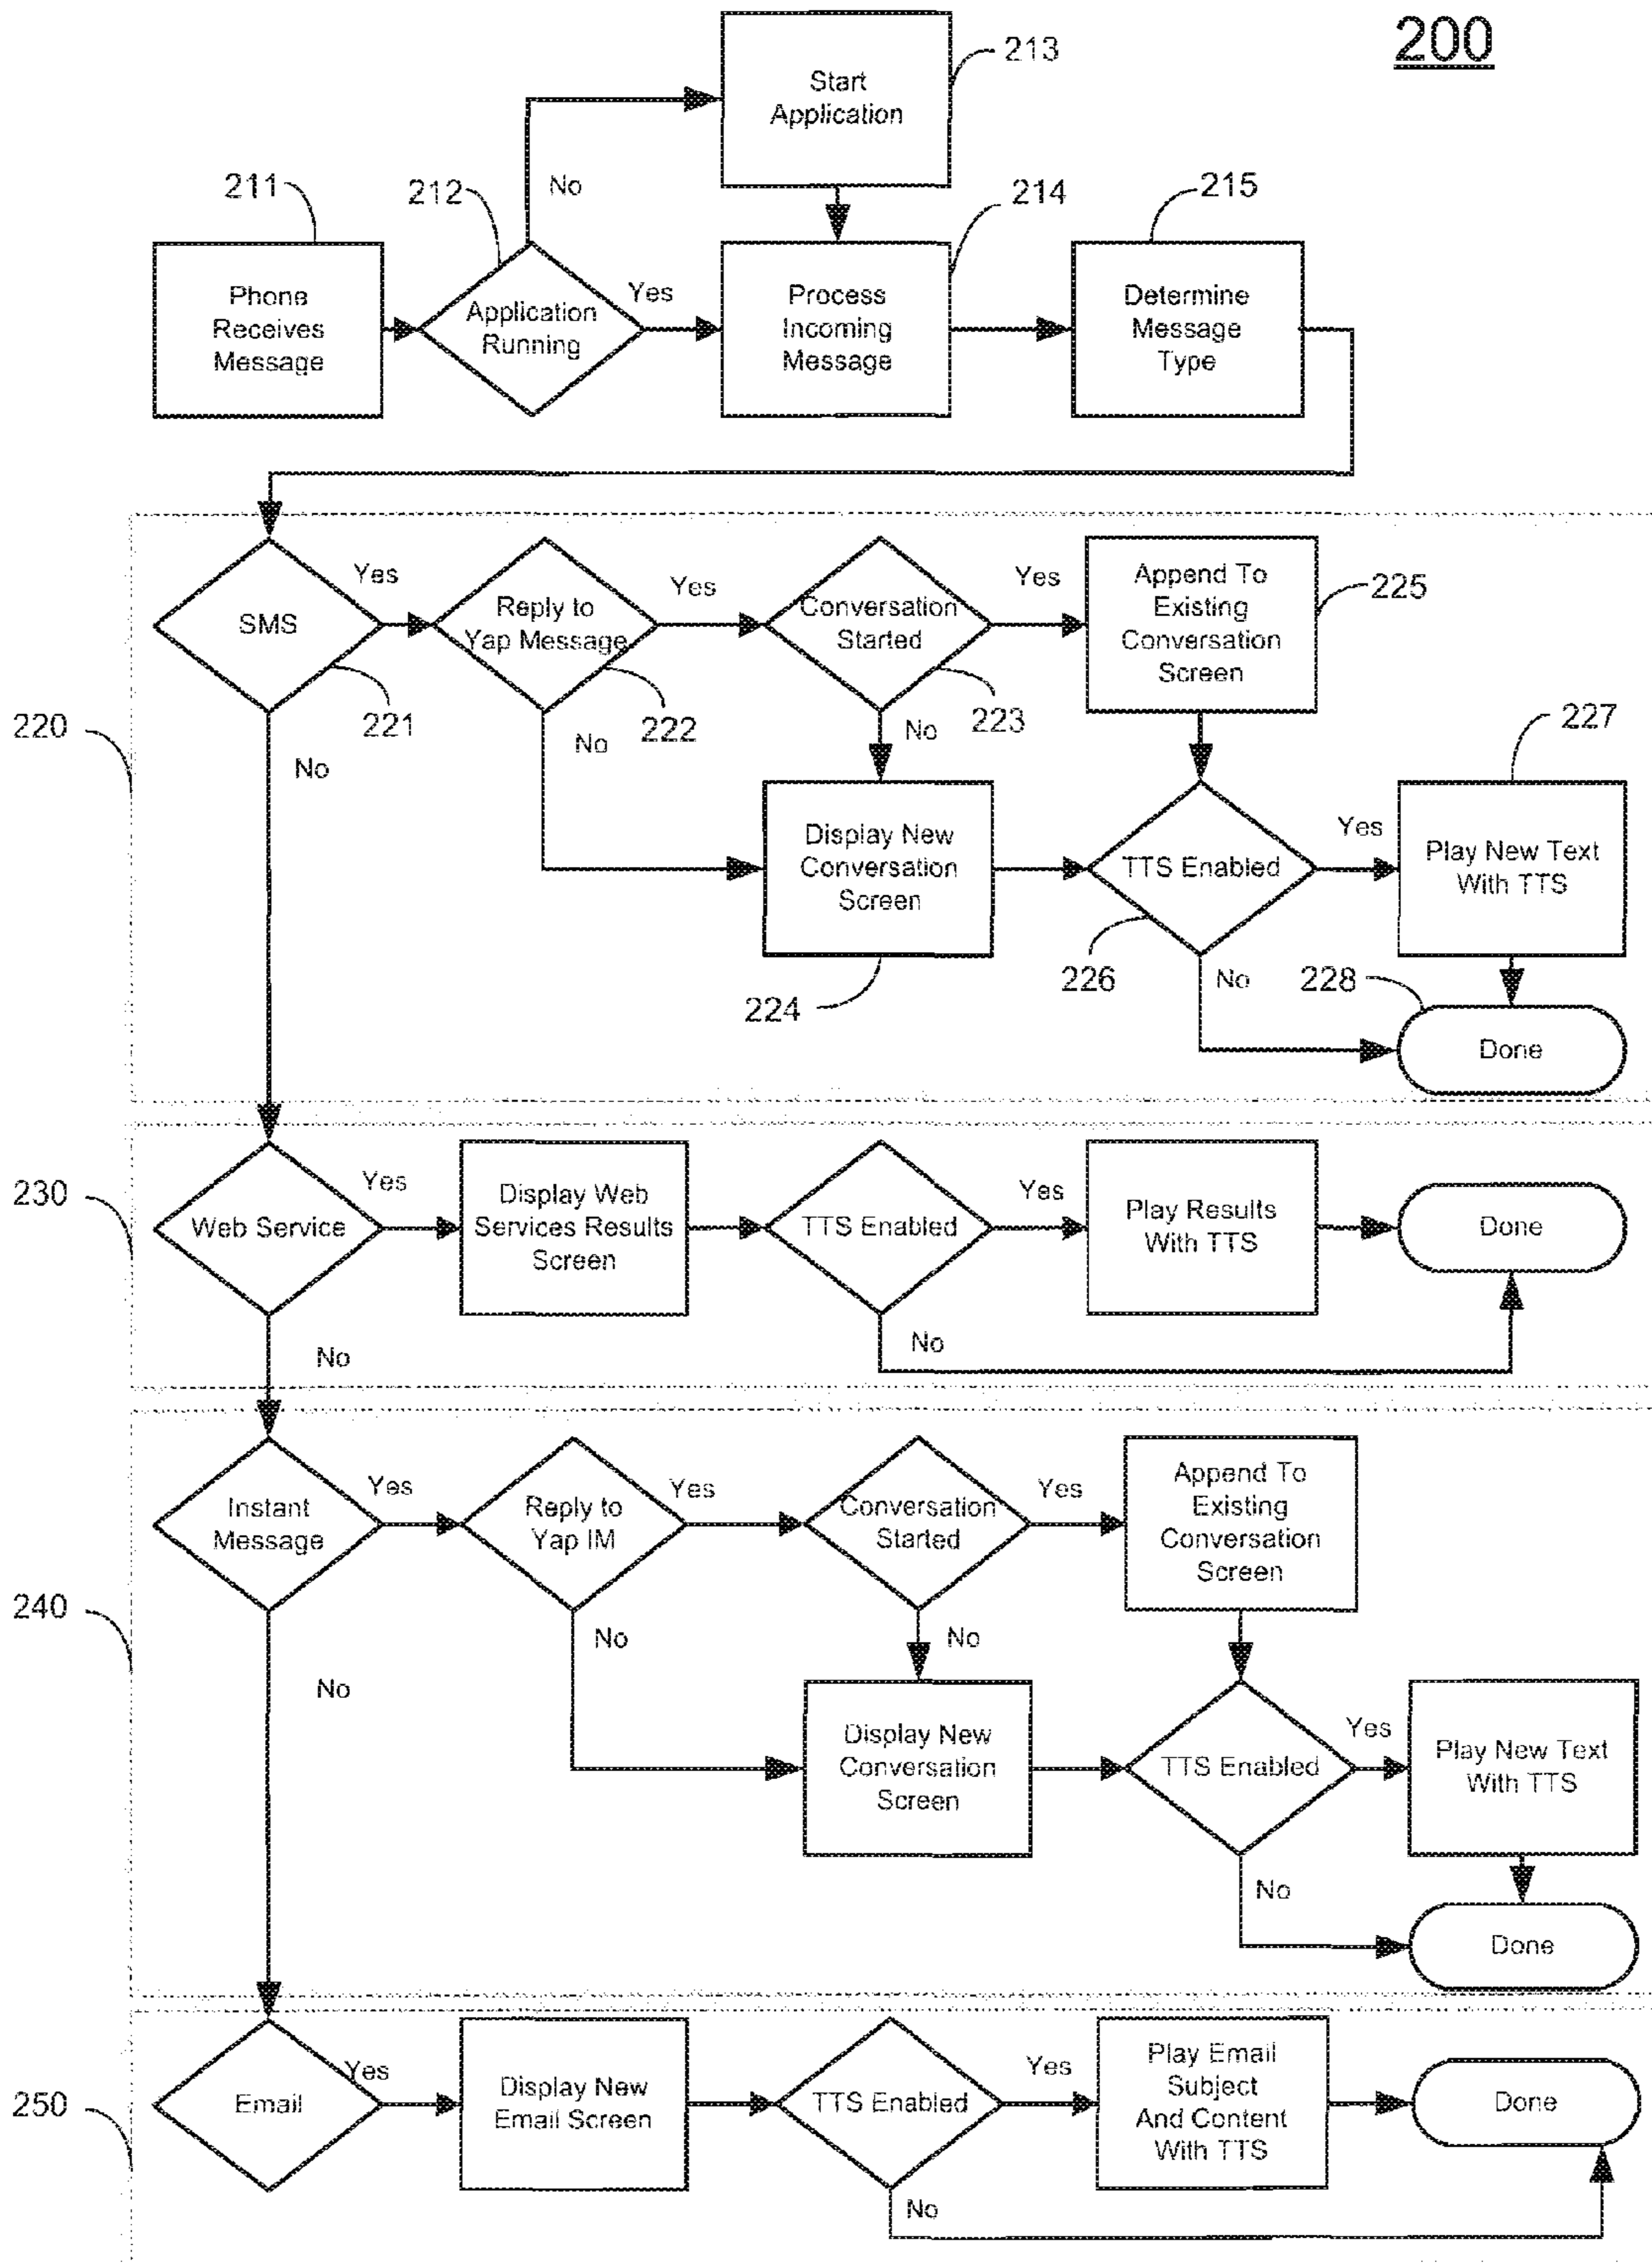 200
213
Start
Application
211
212
No
214
215
Phone
Receives
Message
Application
Running
Yes
Process
Incoming
Message
Determine
Message
Type
220
SMS
221
Yes
No
Reply to
Yap Message
222
Yes
No
Conversation
Started
223
Yes
No
Append To
Existing
Conversation
Screen
225
Display New
Conversation
Screen
224
TTS Enabled
226
Yes
No
227
Play New Text
With TTS
228
Done
230
Web Service
Yes
No
Display Web
Services Results
Screen
TTS Enabled
Yes
No
Play Results
With TTS
Done
240
Instant
Message
Yes
No
Reply to
Yap IM
Yes
No
Conversation
Started
Yes
No
Append To
Existing
Conversation
Screen
Display New
Conversation
Screen
TTS Enabled
Yes
No
Play New Text
With TTS
Done
250
Email
Yes
Display New
Email Screen
TTS Enabled
Yes
No
Play Email
Subject
And Content
With TTS
Done